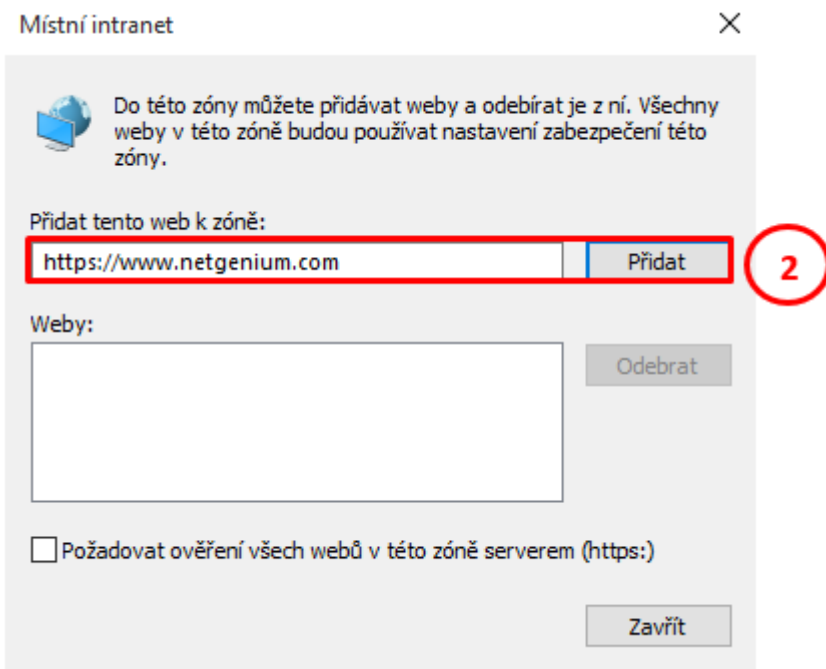 Místní intranet
Do této zóny můžete přidávat weby a odebírat je z ní. Všechny
weby v této zóně budou používat nastavení zabezpečení této
zóny.
Přidat tento web k zóně:
https://www.netgenium.com
Přidat
2
Weby:
Odebrat
Požadovat ověření všech webů v této zóně serverem (https:)
Zavřít